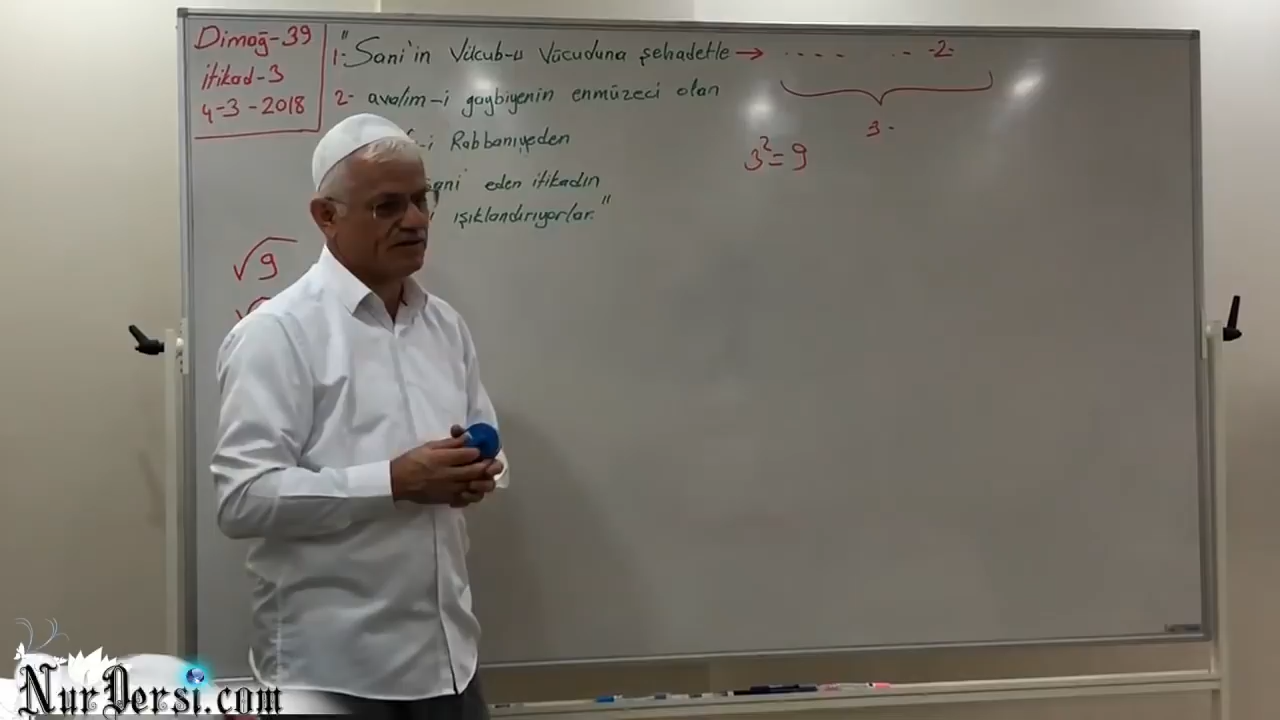 Dimağ-39
itikad-3
4-3-2018
1-"Sani'in Vücub-u Vücuduna şehadetle → .... .. -2-
2- avalim-i gaybiyenin enmüzeci olan
3-
-i Rabbaniyeden
3²=9
eden itikadın
ışıklandırıyorlar."
√9
√
NurDersi.com